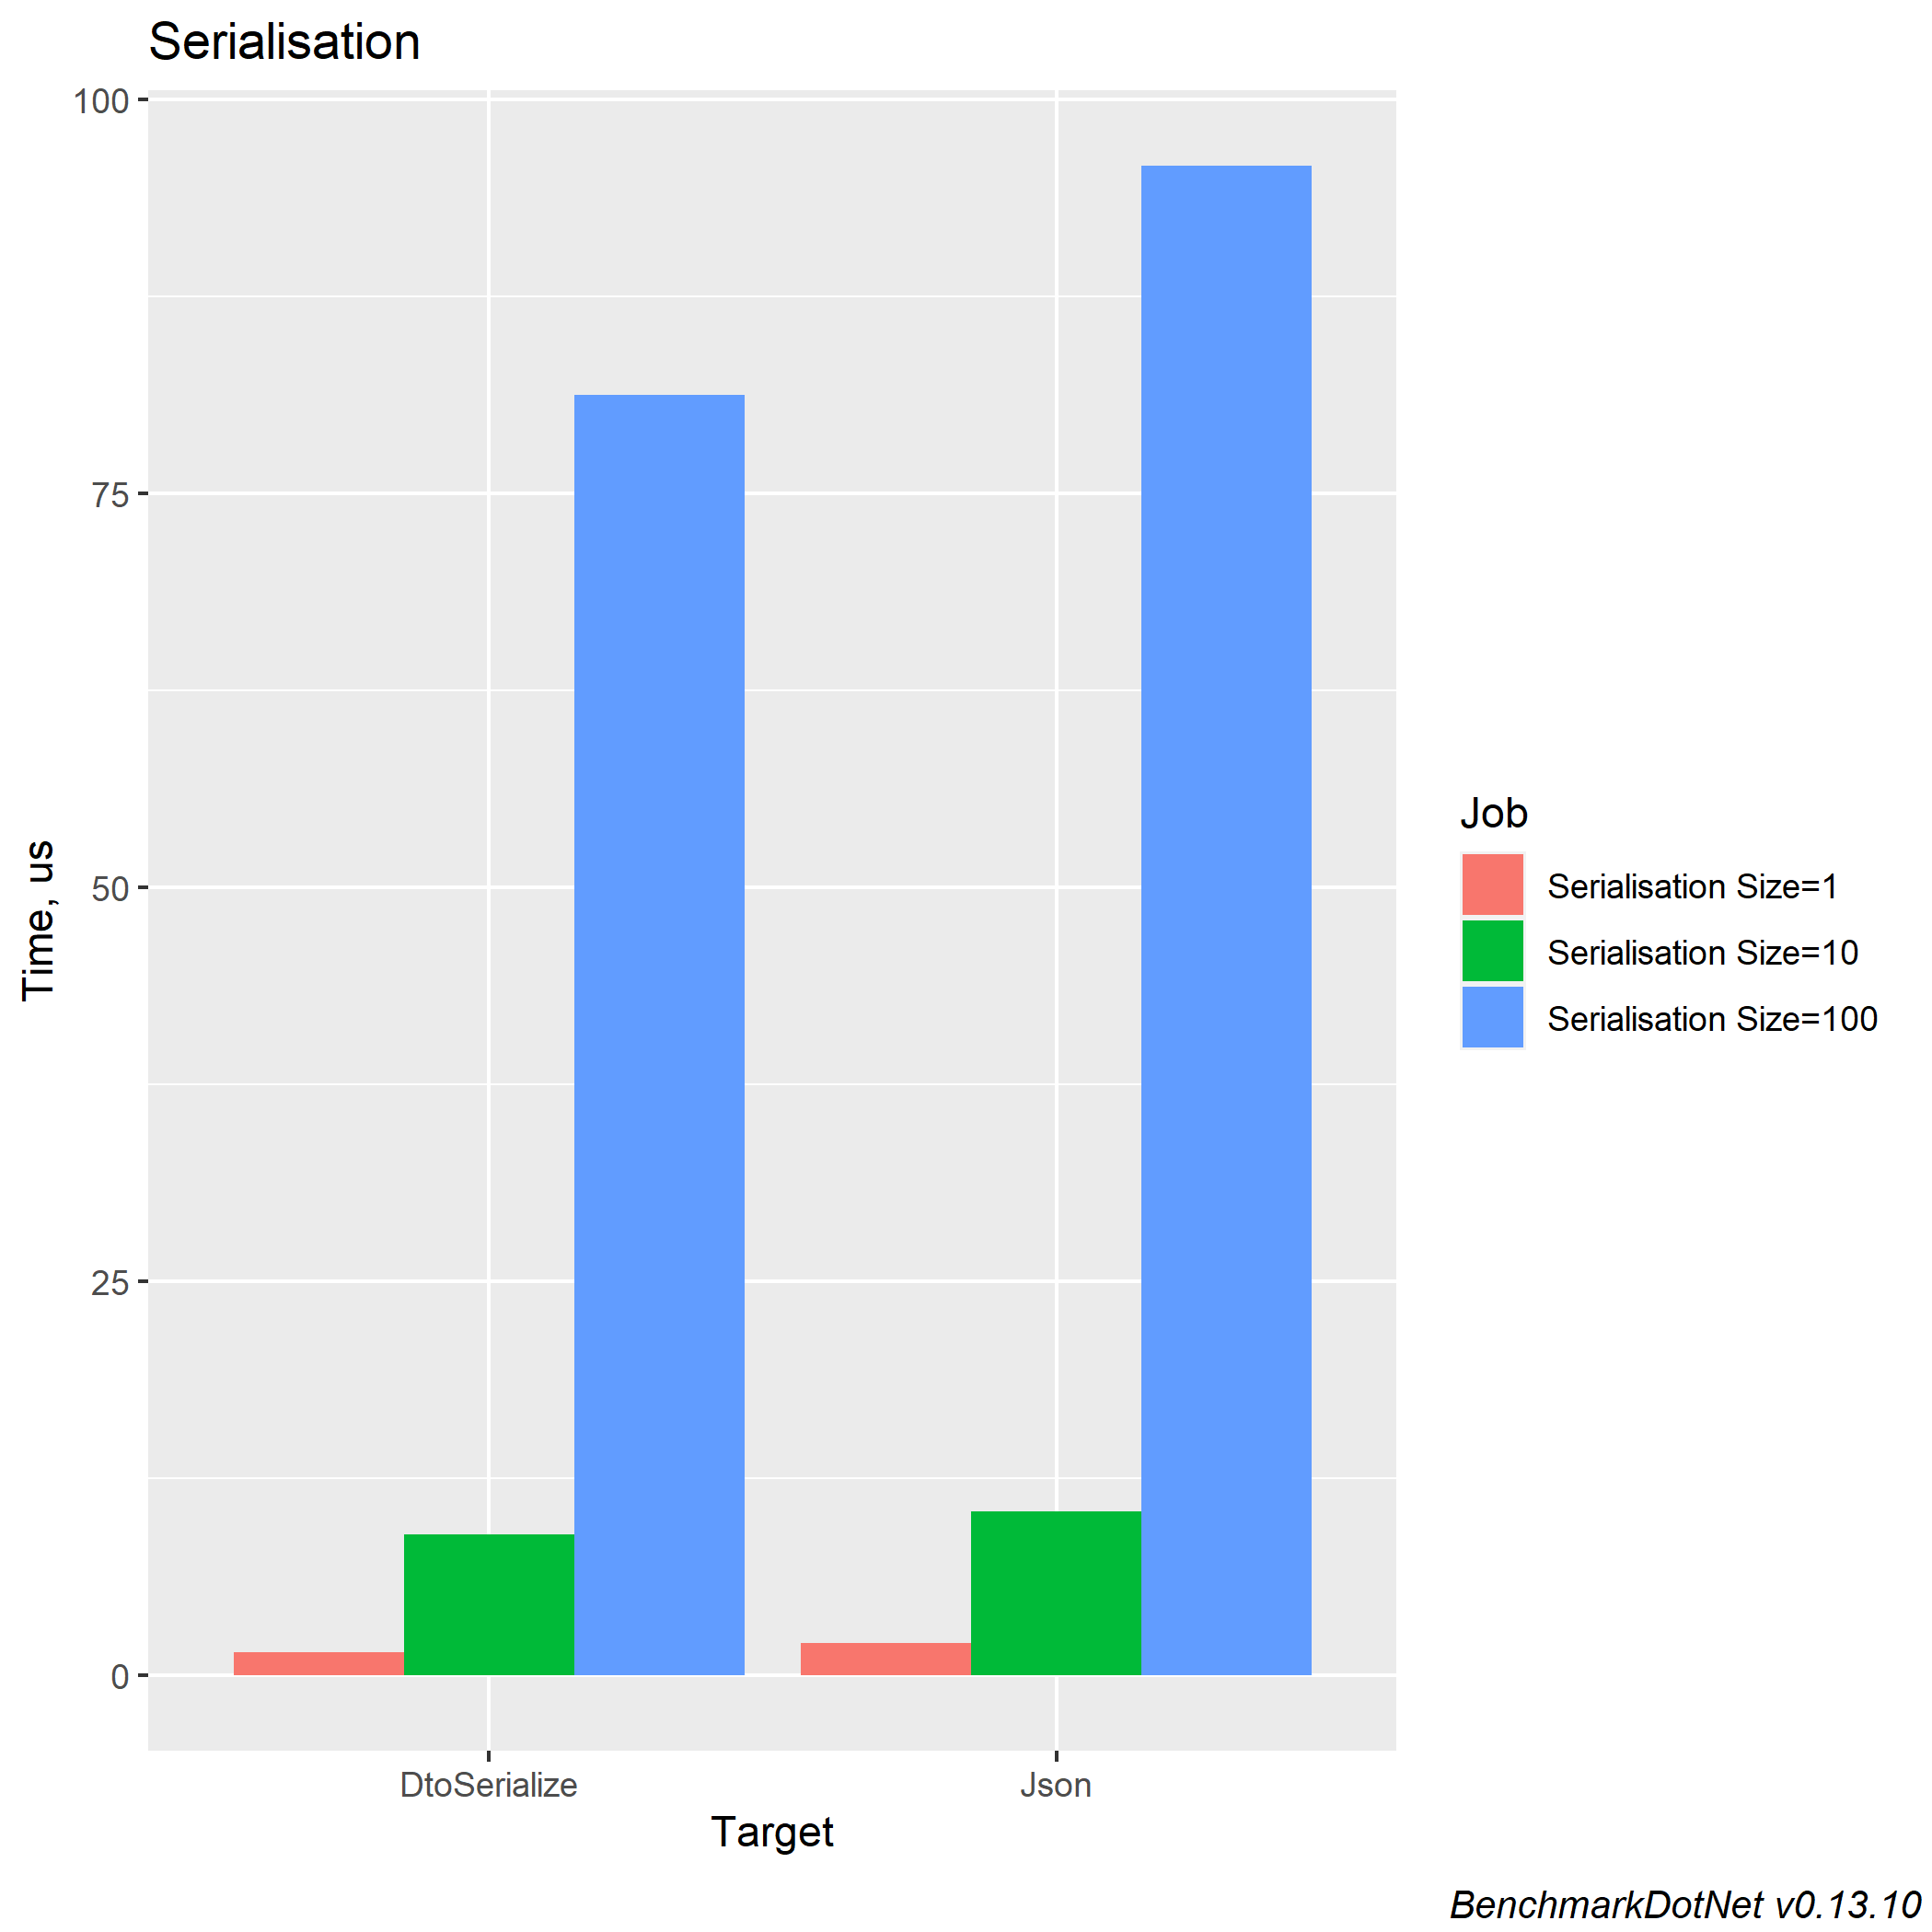 Serialisation
100
75
50
25
0
Time, us
DtoSerialize
Json
Target
Job
Serialisation Size=1
Serialisation Size=10
Serialisation Size=100
BenchmarkDotNet v0.13.10